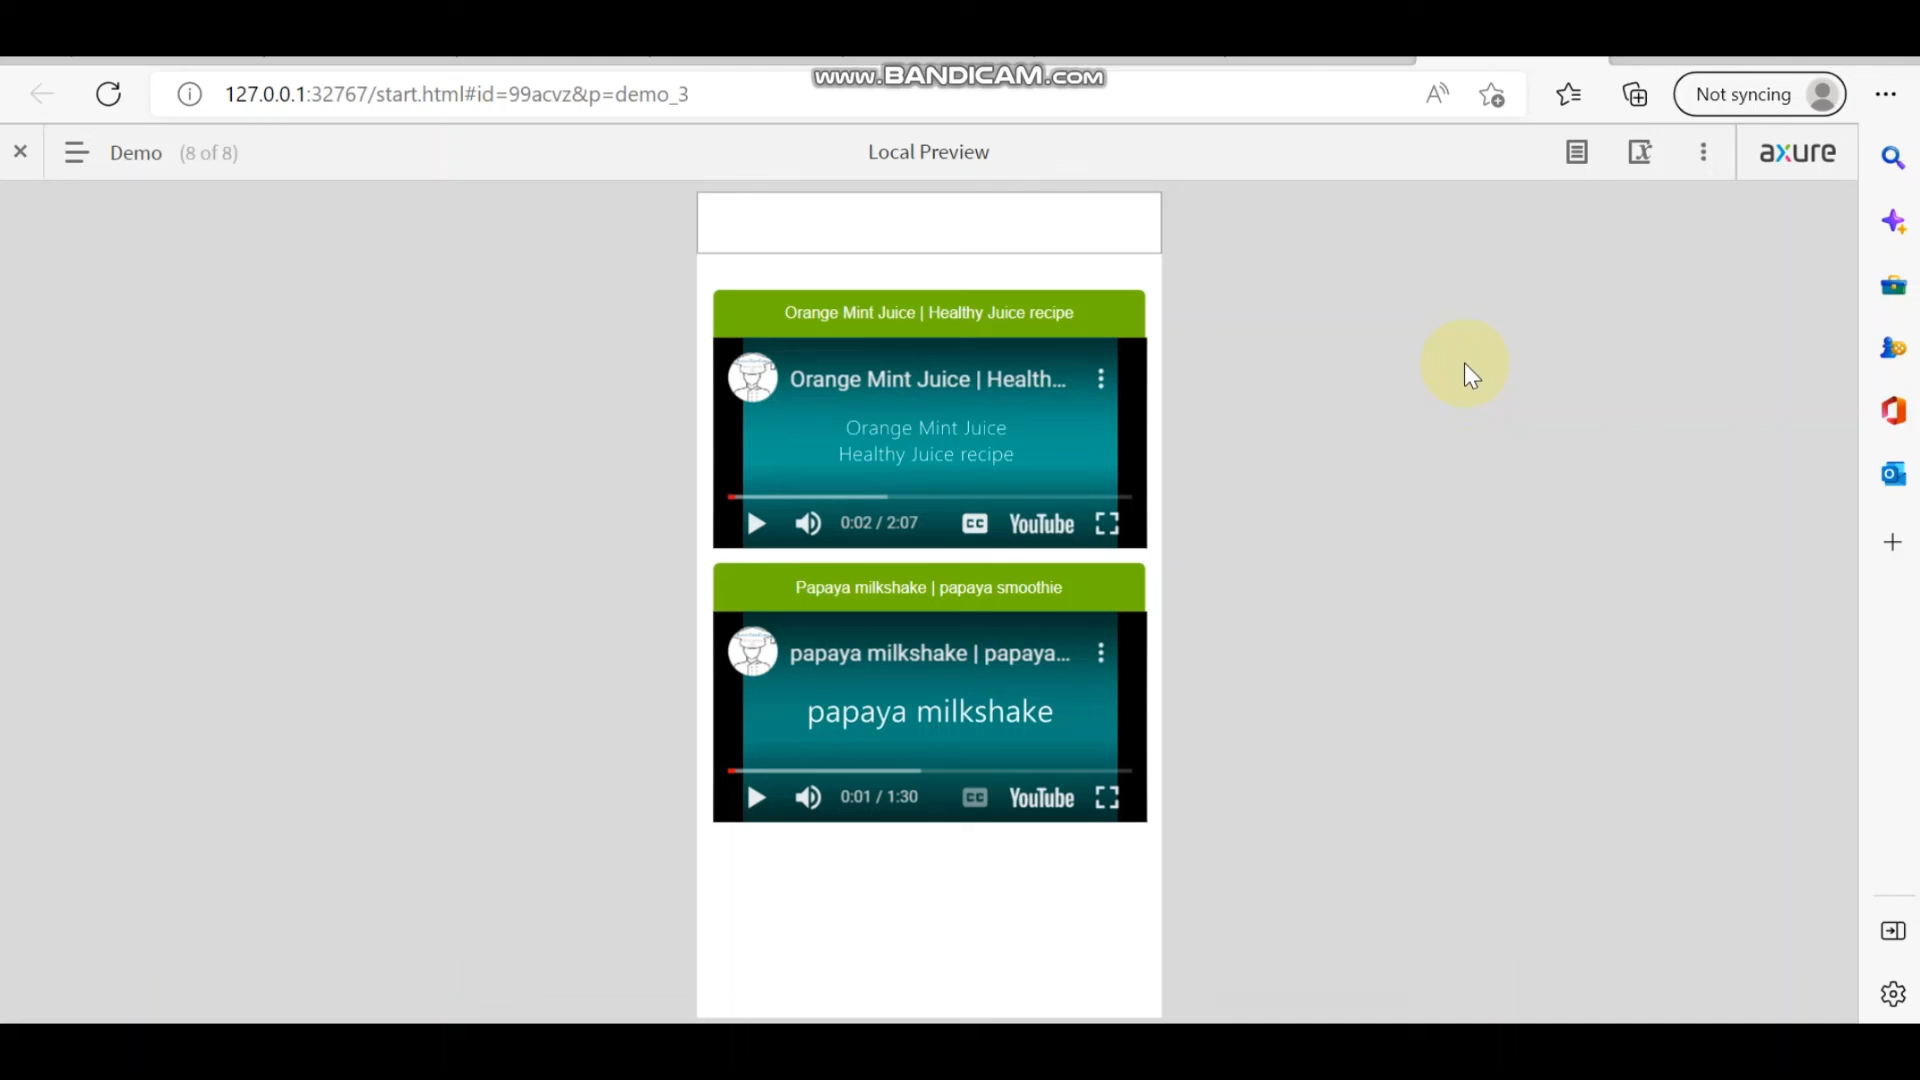 www.BANDICAM.com
127.0.0.1:32767/start.html#id=99acvz&p=demo_3
Not syncing
Demo (8 of 8)
Local Preview
axure
Orange Mint Juice | Healthy Juice recipe
Orange Mint Juice | Health...
Orange Mint Juice
Healthy Juice recipe
0:02 / 2:07
CC
YouTube
Papaya milkshake | papaya smoothie
papaya milkshake | papaya...
papaya milkshake
0:01 / 1:30
CC
YouTube